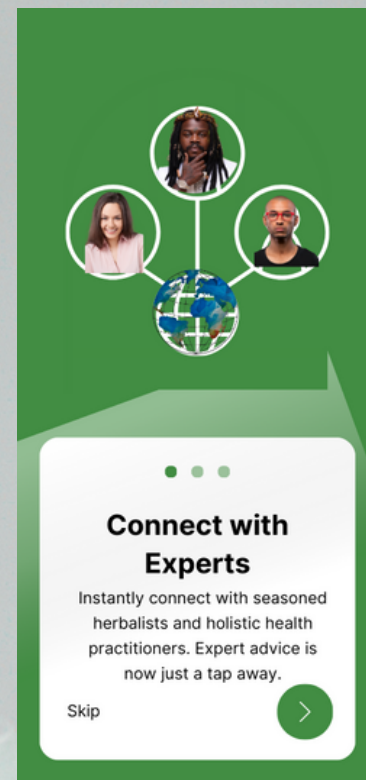 Connect with
Experts
Instantly connect with seasoned
herbalists and holistic health
practitioners. Expert advice is
now just a tap away.
Skip